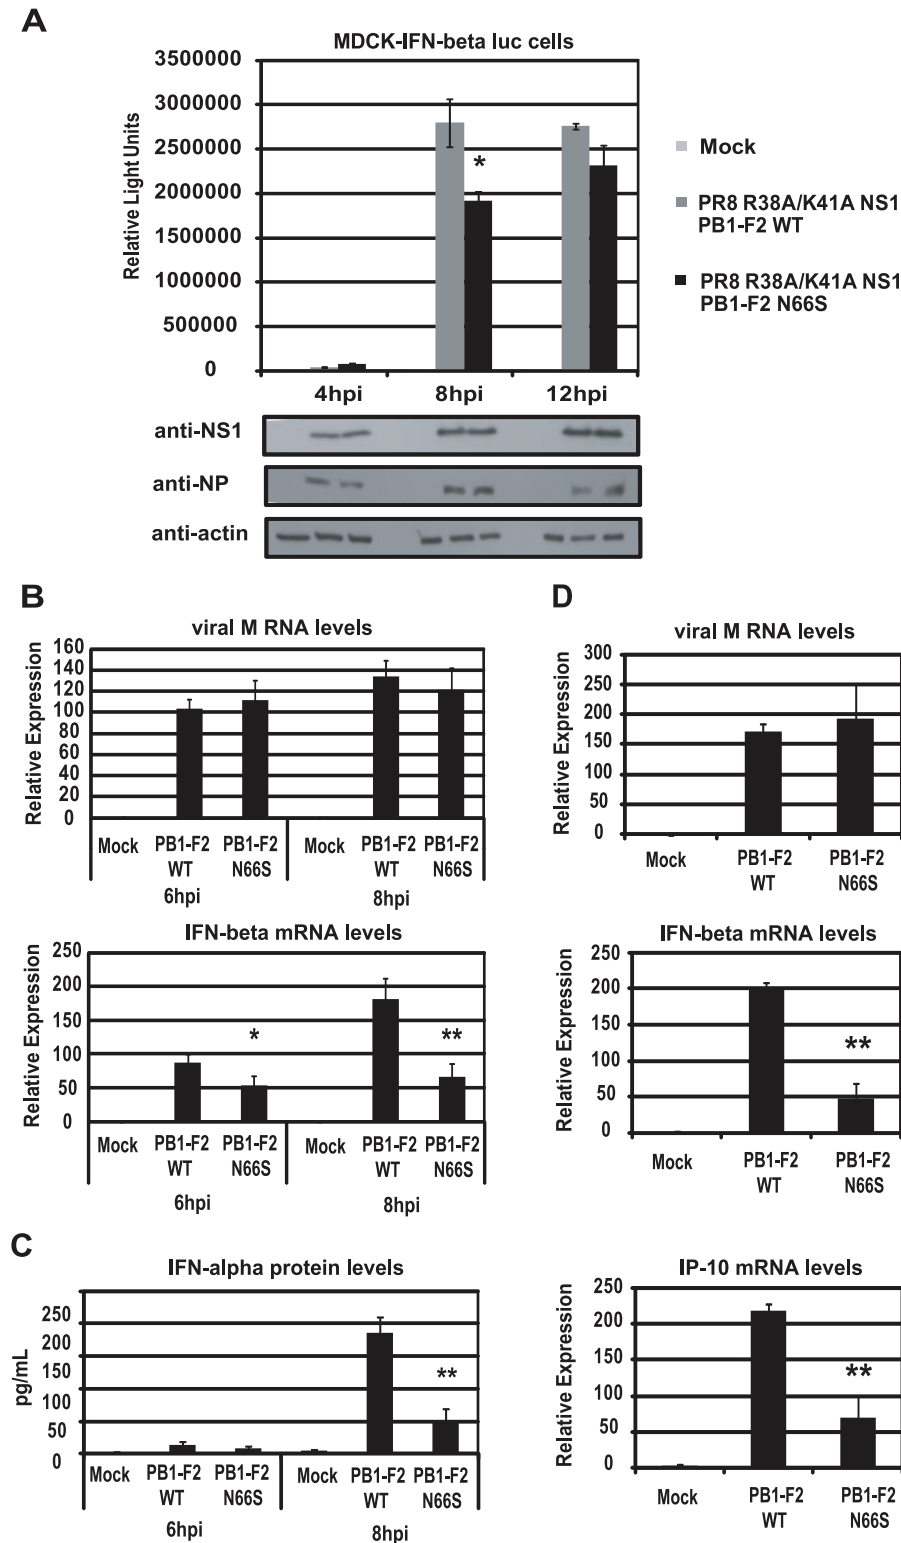 A
MDCK-IFN-beta luc cells
Relative Light Units
3500000
3000000
2500000
2000000
1500000
1000000
500000
0
*
4hpi 8hpi 12hpi
Mock
PR8 R38A/K41A NS1
PB1-F2 WT
PR8 R38A/K41A NS1
PB1-F2 N66S
anti-NS1
anti-NP
anti-actin
B
viral M RNA levels
Relative Expression
160
140
120
100
80
60
40
20
0
Mock PB1-F2 WT PB1-F2 N66S Mock PB1-F2 WT PB1-F2 N66S
6hpi 8hpi
IFN-beta mRNA levels
Relative Expression
250
200
150
100
50
0
* **
Mock PB1-F2 WT PB1-F2 N66S Mock PB1-F2 WT PB1-F2 N66S
6hpi 8hpi
C
IFN-alpha protein levels
pg/mL
250
200
150
100
50
0
**
Mock PB1-F2 WT PB1-F2 N66S Mock PB1-F2 WT PB1-F2 N66S
6hpi 8hpi
D
viral M RNA levels
Relative Expression
300
250
200
150
100
50
0
Mock PB1-F2 WT PB1-F2 N66S
IFN-beta mRNA levels
Relative Expression
250
200
150
100
50
0
**
Mock PB1-F2 WT PB1-F2 N66S
IP-10 mRNA levels
Relative Expression
250
200
150
100
50
0
**
Mock PB1-F2 WT PB1-F2 N66S